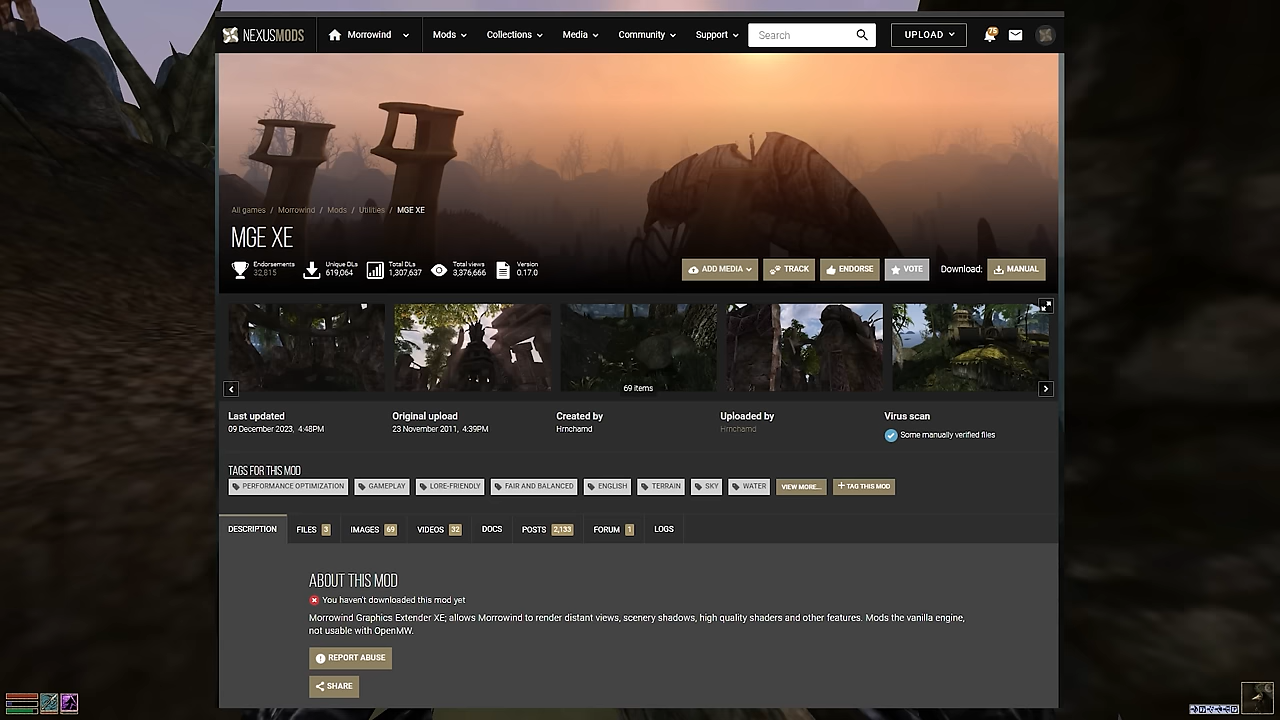 NEXUSMODS Morrowind Mods Collections Media Community Support Search UPLOAD 75
All games / Morrowind / Mods / Utilities / MGE XE
MGE XE
Endorsements Unique DLs Total DLs Total views Version
32,815 619,064 1,307,637 3,376,666 0.17.0
ADD MEDIA TRACK ENDORSE VOTE Download: MANUAL
69 items
Last updated Original upload Created by Uploaded by Virus scan
09 December 2023, 4:48PM 23 November 2011, 4:39PM Hrnchamd Hrnchamd Some manually verified files
TAGS FOR THIS MOD
PERFORMANCE OPTIMIZATION GAMEPLAY LORE-FRIENDLY FAIR AND BALANCED ENGLISH TERRAIN SKY WATER VIEW MORE... + TAG THIS MOD
DESCRIPTION FILES 3 IMAGES 69 VIDEOS 32 DOCS POSTS 2,133 FORUM 1 LOGS
ABOUT THIS MOD
You haven't downloaded this mod yet
Morrowind Graphics Extender XE; allows Morrowind to render distant views, scenery shadows, high quality shaders and other features. Mods the vanilla engine,
not usable with OpenMW.
REPORT ABUSE
SHARE